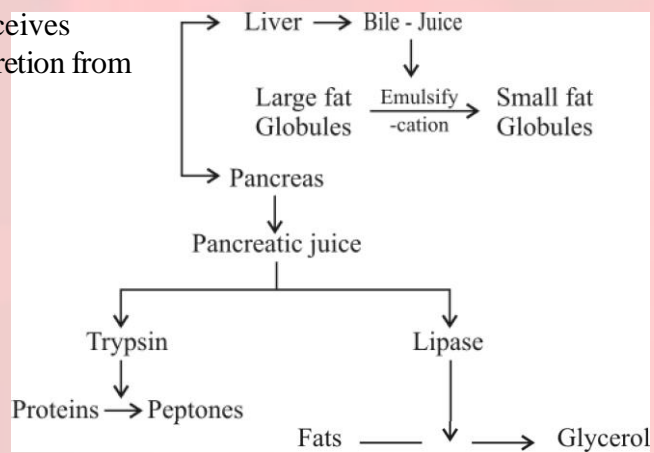 ceives
retion from
Liver → Bile - Juice
Large fat Globules
Emulsify
-cation
Small fat Globules
Pancreas
Pancreatic juice
Trypsin
Lipase
Proteins → Peptones
Fats → Glycerol